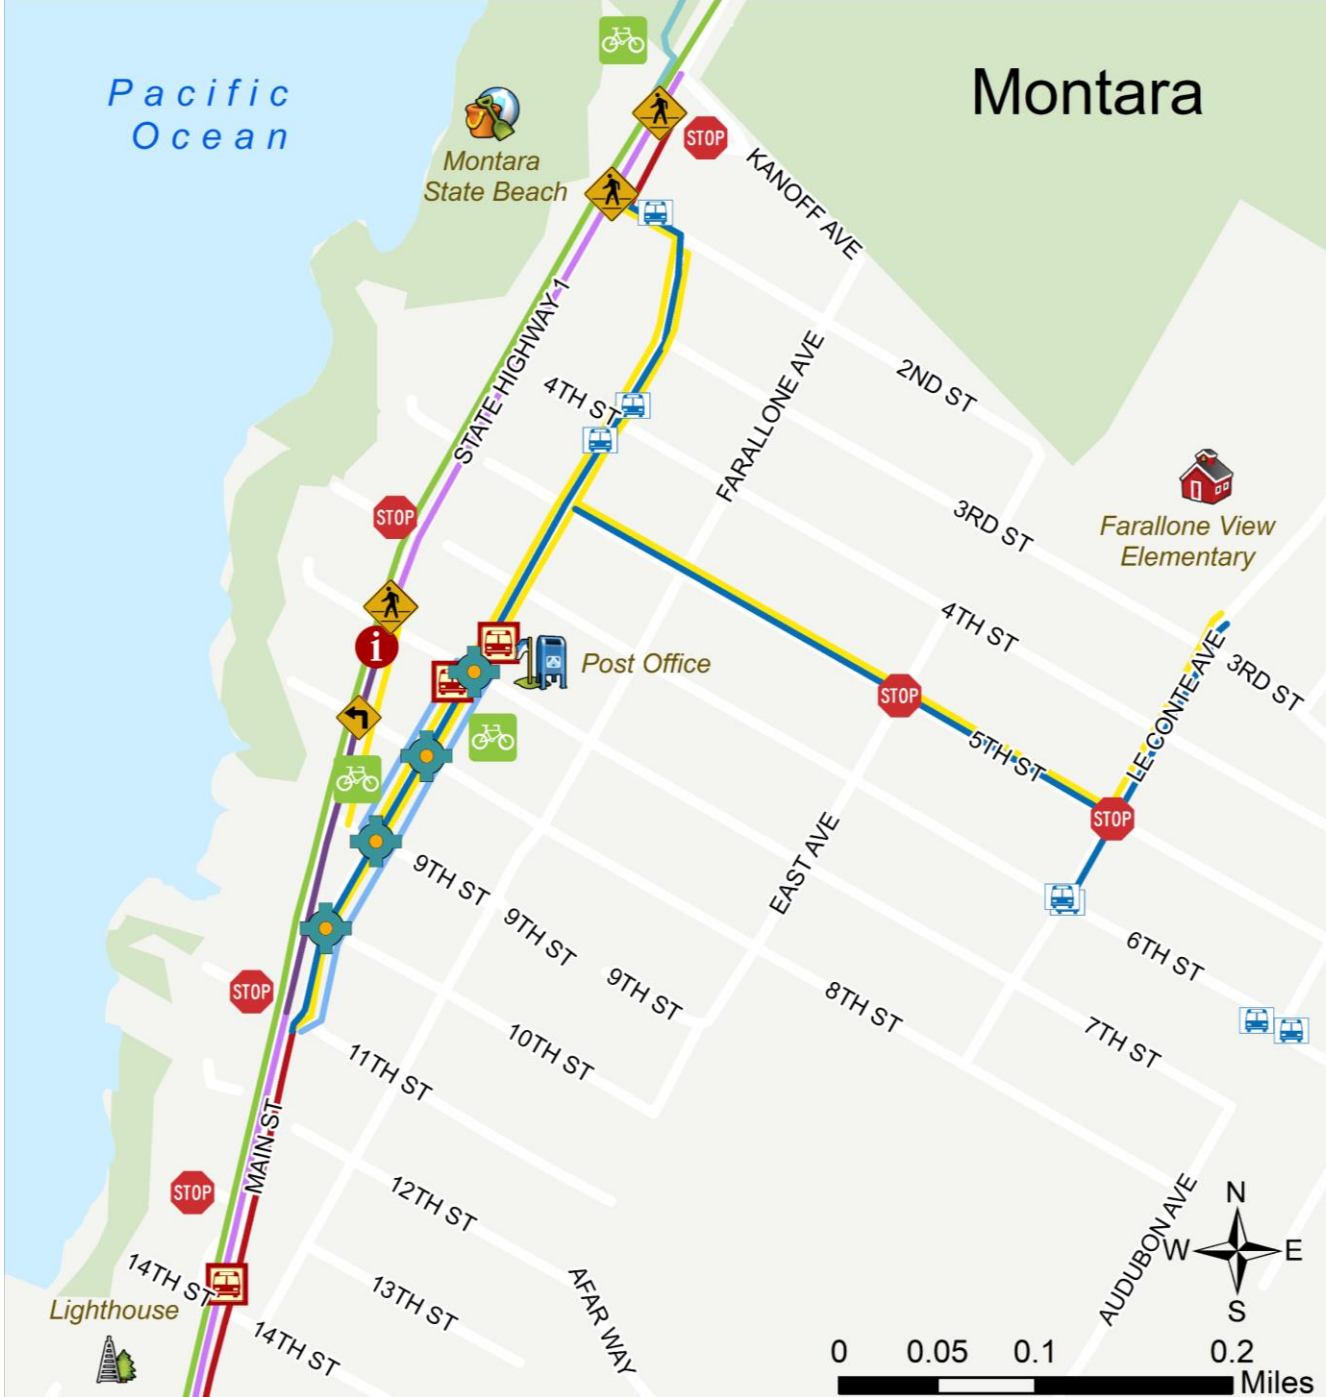 Pacific
Ocean
Montara
Montara
State Beach
STOP
KANOFF AVE
STATE HIGHWAY 1
4TH ST
FARALLONE AVE
2ND ST
3RD ST
Farallone View
Elementary
STOP
4TH ST
i
Post Office
STOP
5TH ST
LE CONTE AVE
3RD ST
STOP
9TH ST
9TH ST
9TH ST
EAST AVE
6TH ST
8TH ST
7TH ST
STOP
10TH ST
11TH ST
MAIN ST
STOP
12TH ST
AUDUBON AVE
N
W
E
S
14TH ST
13TH ST
AFAR WAY
Lighthouse
14TH ST
0 0.05 0.1 0.2
Miles